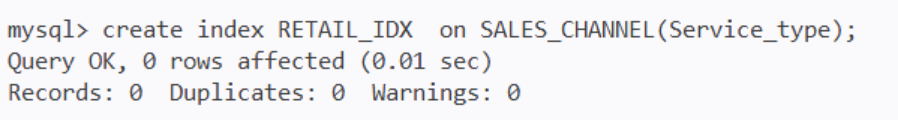 mysql> create index RETAIL_IDX  on SALES_CHANNEL(Service_type);
Query OK, 0 rows affected (0.01 sec)
Records: 0  Duplicates: 0  Warnings: 0